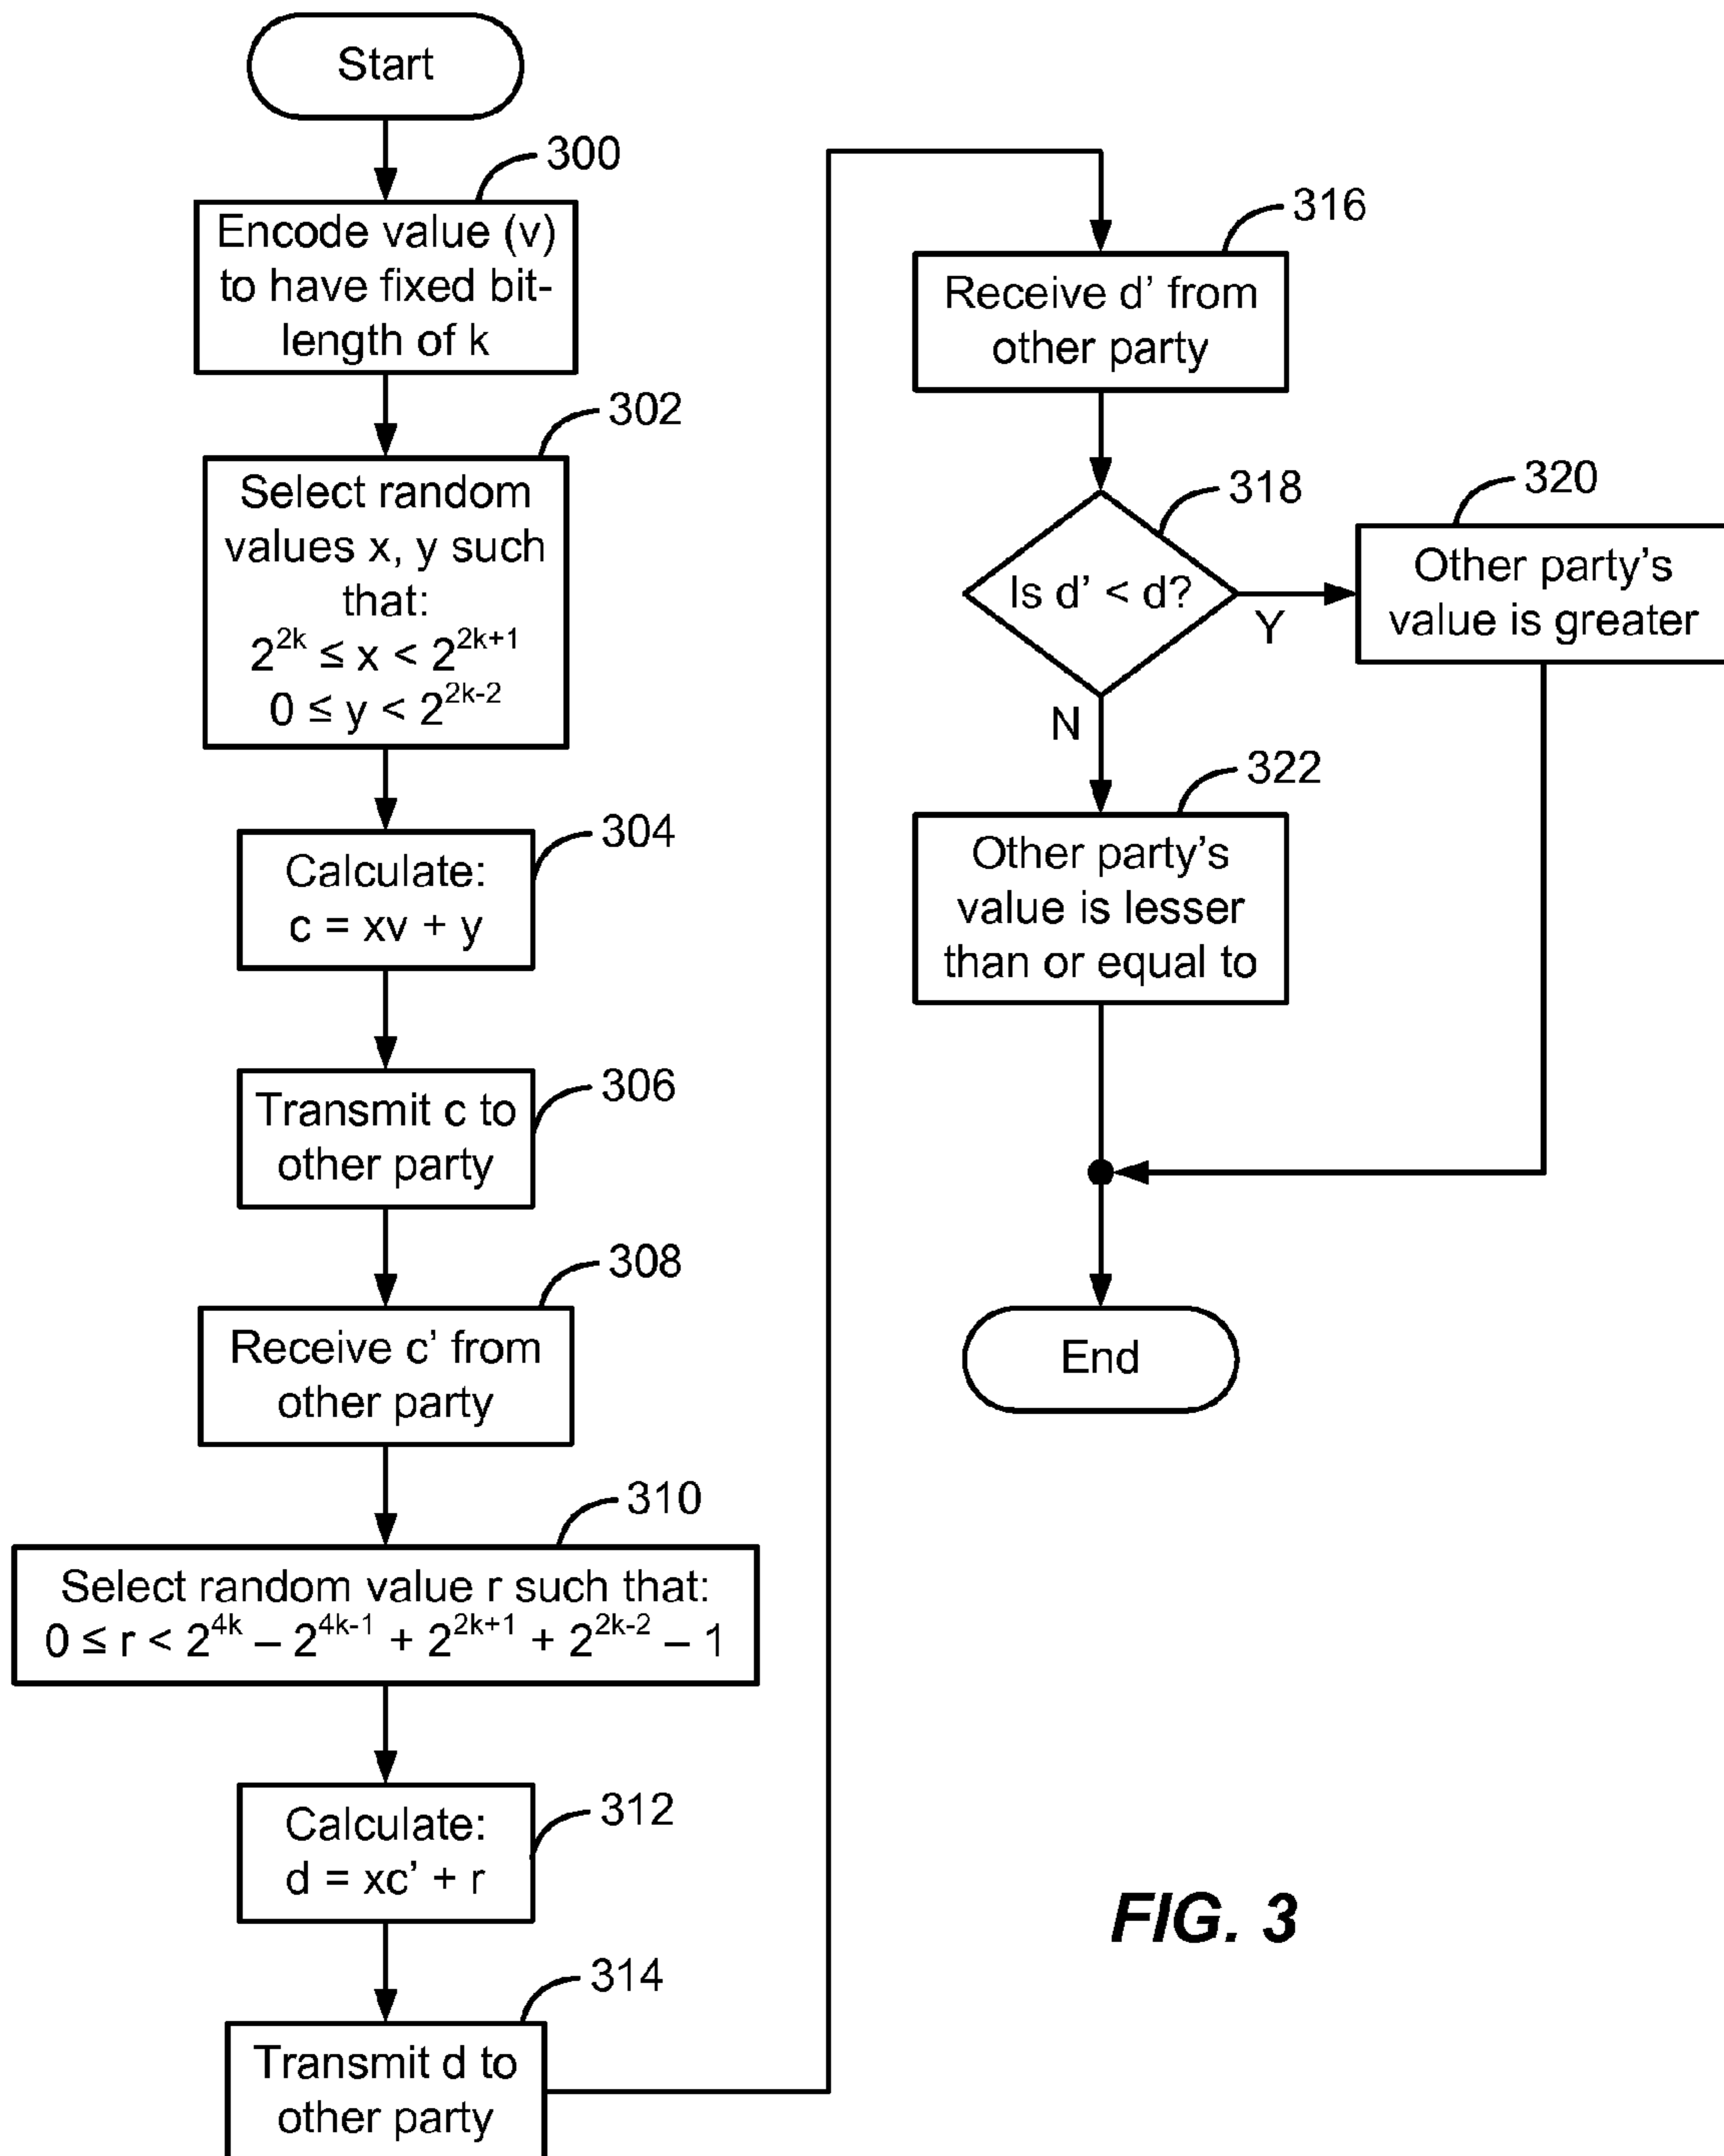 Start
300
Encode value (v)
to have fixed bit-
length of k
302
Select random
values x, y such
that:
2^{2k} ≤ x < 2^{2k+1}
0 ≤ y < 2^{2k-2}
304
Calculate:
c = xv + y
306
Transmit c to
other party
308
Receive c’ from
other party
310
Select random value r such that:
0 ≤ r < 2^{4k} – 2^{4k-1} + 2^{2k+1} + 2^{2k-2} – 1
312
Calculate:
d = xc’ + r
314
Transmit d to
other party
316
Receive d’ from
other party
318
Is d’ < d?
Y
N
320
Other party’s
value is greater
322
Other party’s
value is lesser
than or equal to
End
FIG. 3